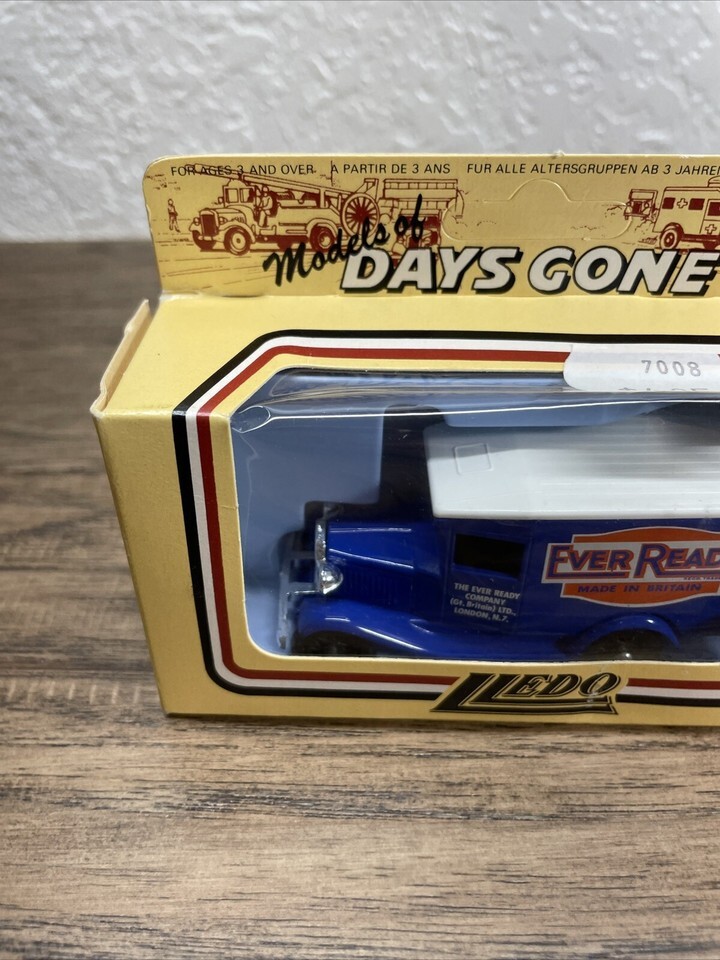 FOR AGES 3 AND OVER A PARTIR DE 3 ANS FUR ALLE ALTERSGRUPPEN AB 3 JAHREN
Models of
DAYS GONE
7008
EVER READ
MADE IN BRITAIN
THE EVER READY
COMPANY
(Gt. Britain) LTD.,
LONDON, N.7.
LLEDO